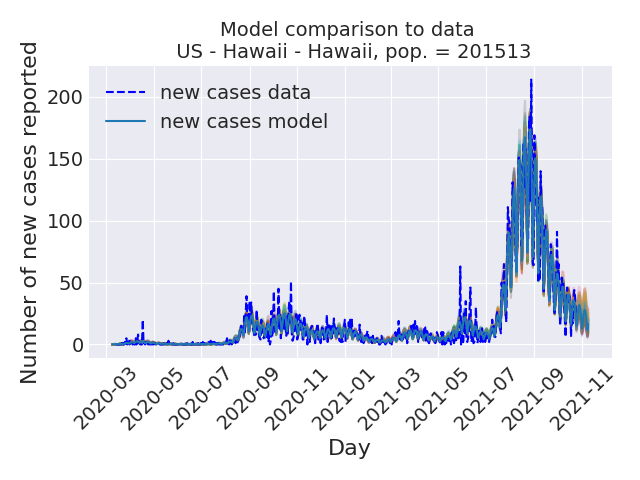 Model comparison to data
US - Hawaii - Hawaii, pop. = 201513
new cases data
new cases model
Number of new cases reported
200
150
100
50
0
2020-03
2020-05
2020-07
2020-09
2020-11
2021-01
2021-03
2021-05
2021-07
2021-09
2021-11
Day